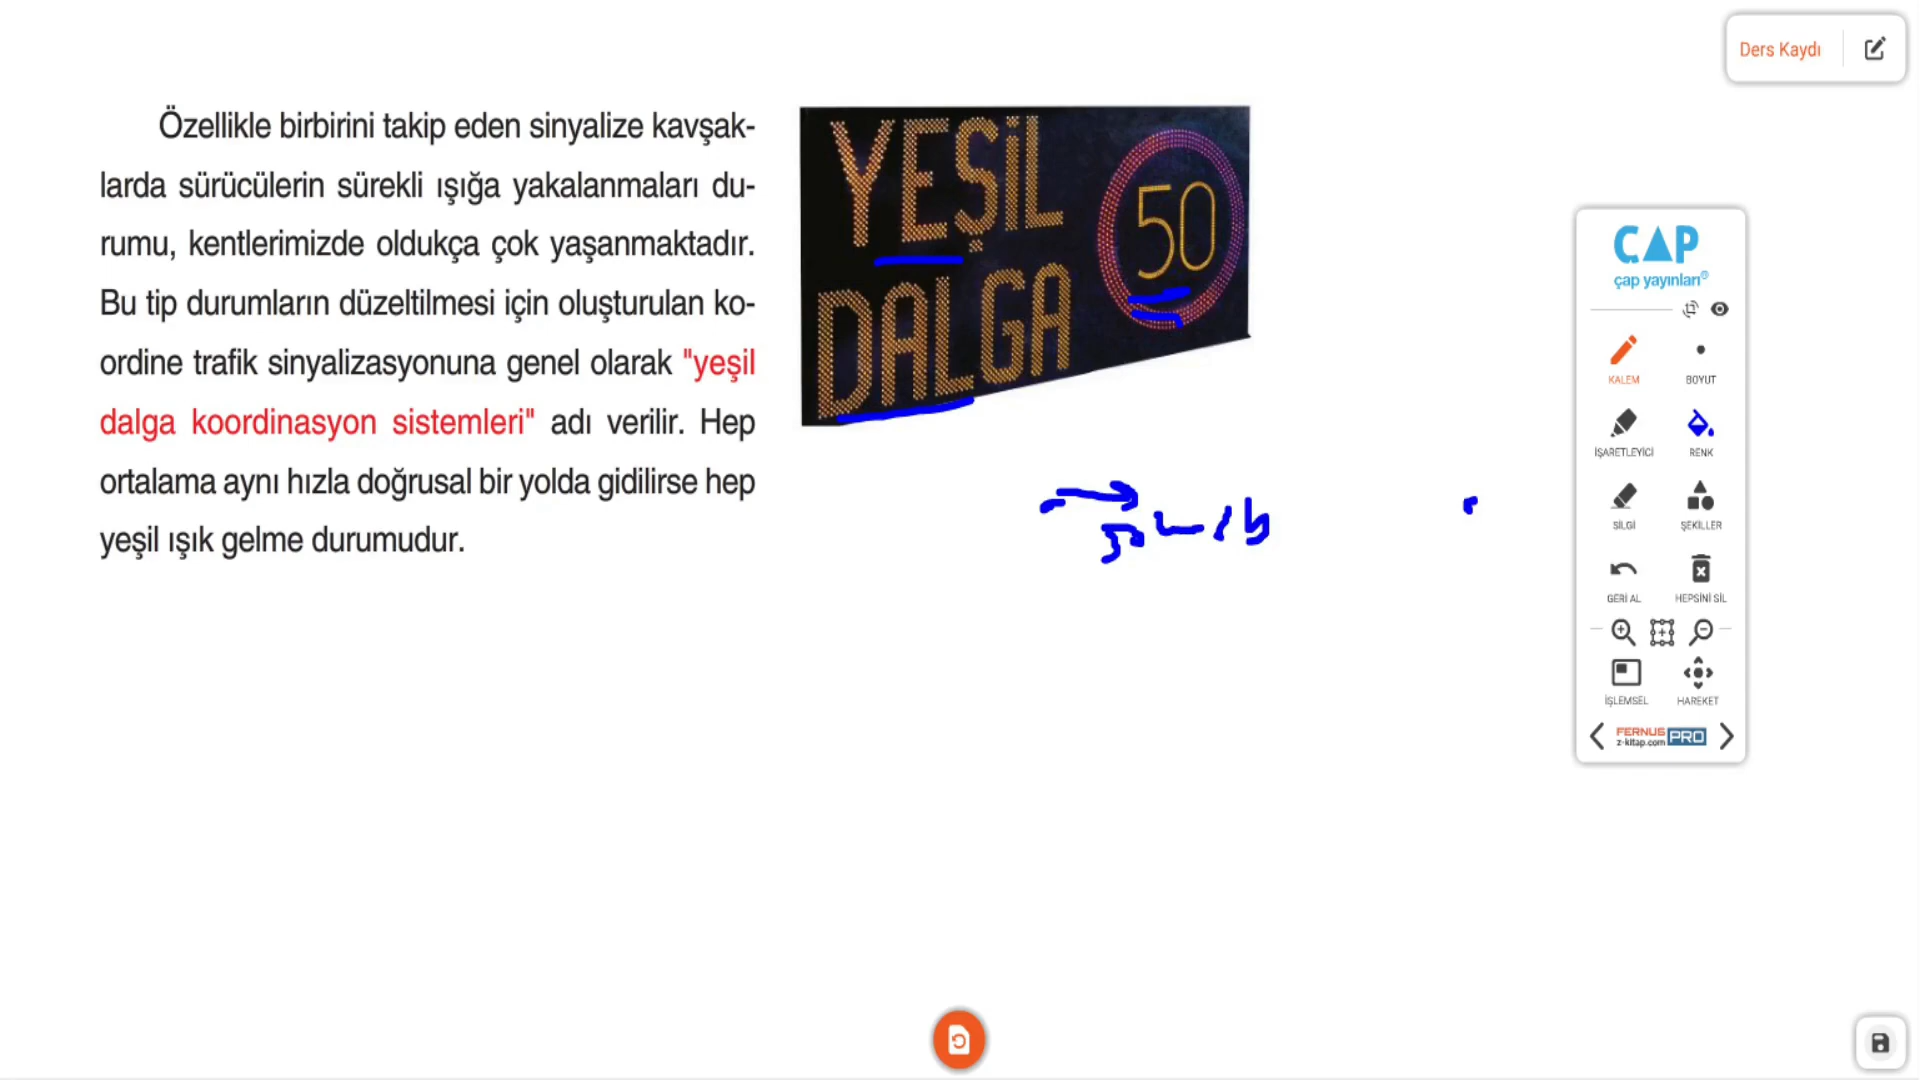 Ders Kaydı
Özellikle birbirini takip eden sinyalize kavşak-
larda sürücülerin sürekli ışığa yakalanmaları du-
rumu, kentlerimizde oldukça çok yaşanmaktadır.
Bu tip durumların düzeltilmesi için oluşturulan ko-
ordine trafik sinyalizasyonuna genel olarak "yeşil
dalga koordinasyon sistemleri" adı verilir. Hep
ortalama aynı hızla doğrusal bir yolda gidilirse hep
yeşil ışık gelme durumudur.
YEŞİL
DALGA
50
ÇAP
çap yayınları®
KALEM
BOYUT
İŞARETLEYİCİ
RENK
SİLGİ
ŞEKİLLER
GERİ AL
HEPSİNİ SİL
İŞLEMSEL
HAREKET
FERNUS
z-kitap.com
PRO